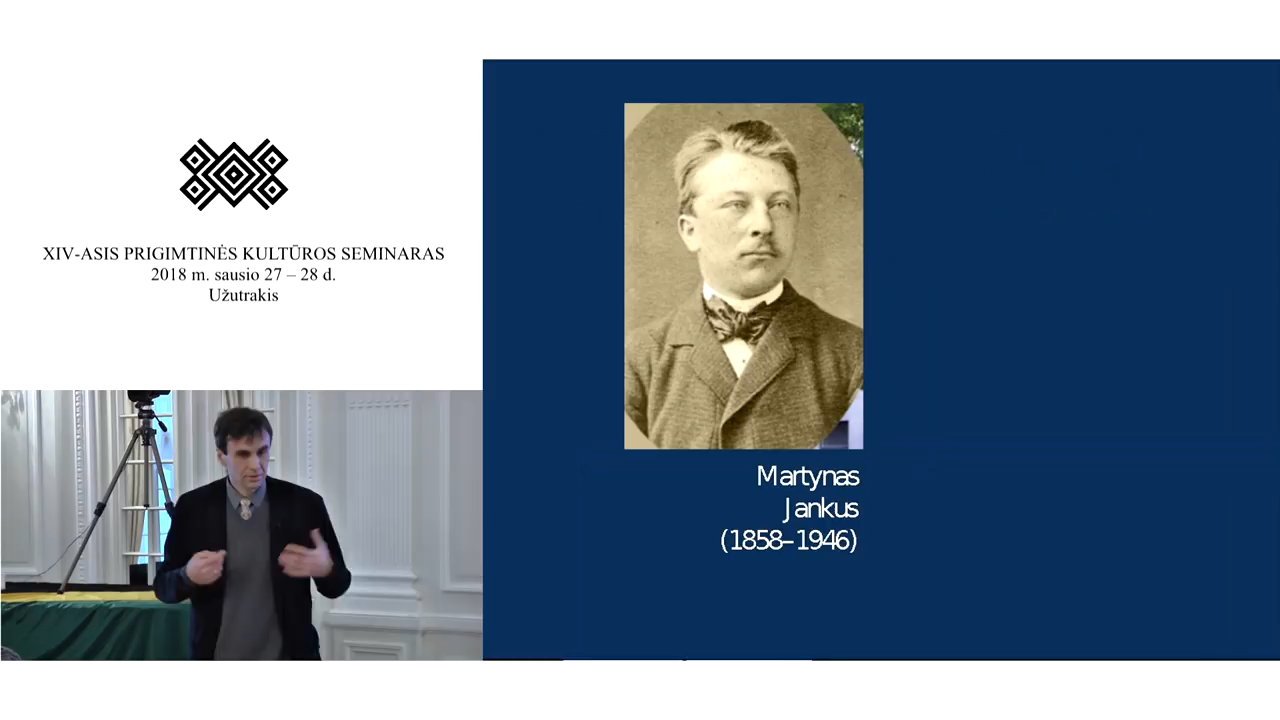 XIV-ASIS PRIGIMTINĖS KULTŪROS SEMINARAS
2018 m. sausio 27 – 28 d.
Užutrakis
Martynas
Jankus
(1858–1946)